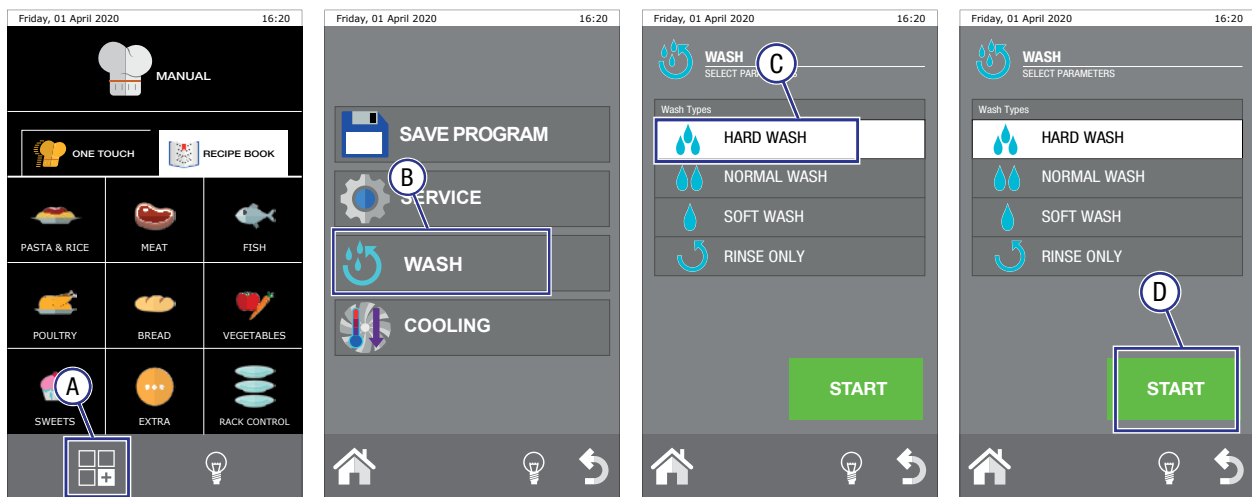 Friday, 01 April 2020 16:20
MANUAL
ONE TOUCH RECIPE BOOK
PASTA & RICE MEAT FISH
POULTRY BREAD VEGETABLES
A
SWEETS EXTRA RACK CONTROL
Friday, 01 April 2020 16:20
SAVE PROGRAM
B
SERVICE
WASH
COOLING
Friday, 01 April 2020 16:20
WASH
C
SELECT
Wash Types
HARD WASH
NORMAL WASH
SOFT WASH
RINSE ONLY
START
Friday, 01 April 2020 16:20
WASH
SELECT PARAMETERS
Wash Types
HARD WASH
NORMAL WASH
SOFT WASH
RINSE ONLY
D
START